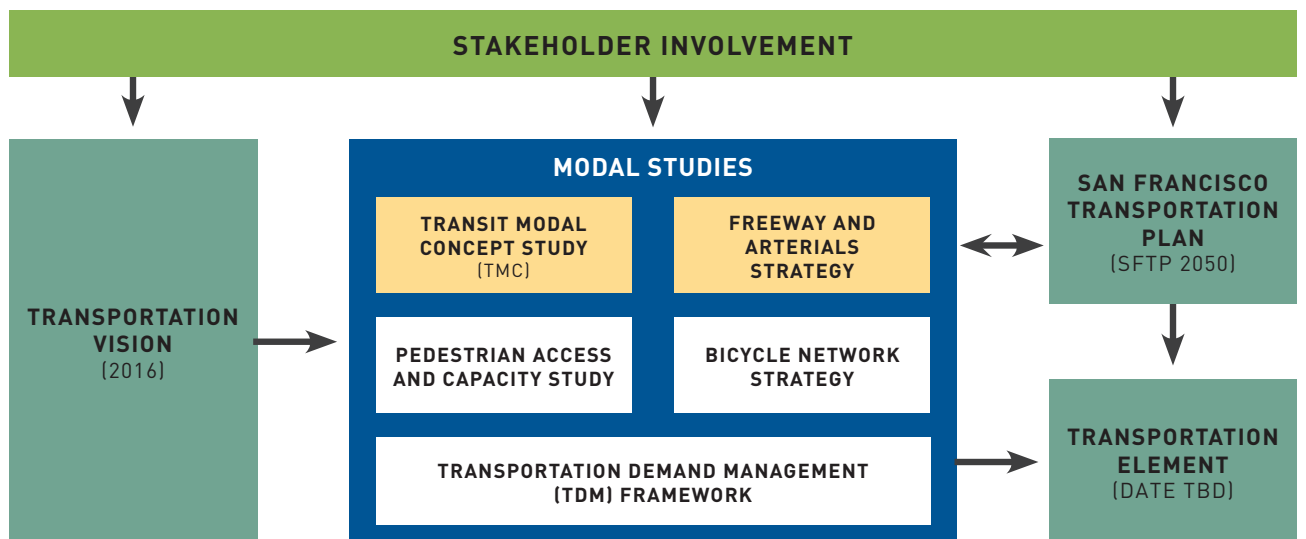 STAKEHOLDER INVOLVEMENT
TRANSPORTATION
VISION
(2016)
MODAL STUDIES
TRANSIT MODAL
CONCEPT STUDY
(TMC)
FREEWAY AND
ARTERIALS
STRATEGY
PEDESTRIAN ACCESS
AND CAPACITY STUDY
BICYCLE NETWORK
STRATEGY
TRANSPORTATION DEMAND MANAGEMENT
(TDM) FRAMEWORK
SAN FRANCISCO
TRANSPORTATION
PLAN
(SFTP 2050)
TRANSPORTATION
ELEMENT
(DATE TBD)